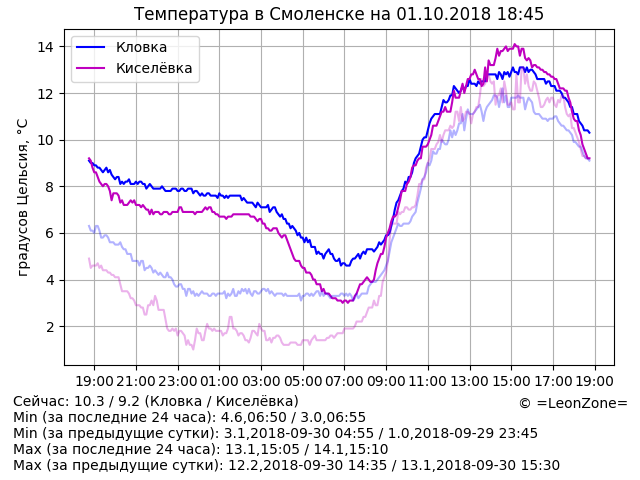 Температура в Смоленске на 01.10.2018 18:45
Кловка
Киселёвка
градусов Цельсия, °C
14
12
10
8
6
4
2
19:00 21:00 23:00 01:00 03:00 05:00 07:00 09:00 11:00 13:00 15:00 17:00 19:00
Сейчас: 10.3 / 9.2 (Кловка / Киселёвка)
© =LeonZone=
Min (за последние 24 часа): 4.6,06:50 / 3.0,06:55
Min (за предыдущие сутки): 3.1,2018-09-30 04:55 / 1.0,2018-09-29 23:45
Max (за последние 24 часа): 13.1,15:05 / 14.1,15:10
Max (за предыдущие сутки): 12.2,2018-09-30 14:35 / 13.1,2018-09-30 15:30